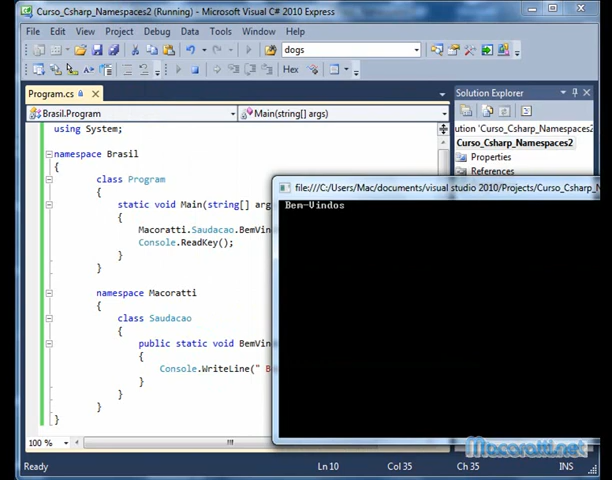 Curso_Csharp_Namespaces2 (Running) - Microsoft Visual C# 2010 Express
File Edit View Project Debug Data Tools Window Help
dogs
Hex
Program.cs
Solution Explorer
Brasil.Program
Main(string[] args)
using System;
ution 'Curso_Csharp_Namespaces2
Curso_Csharp_Namespaces2
Properties
References
namespace Brasil
{
class Program
{
static void Main(string[] arg
{
Macoratti.Saudacao.BemVin
Console.ReadKey();
}
}
namespace Macoratti
{
class Saudacao
{
public static void BemVin
{
Console.WriteLine(" B
}
}
}
}
file:///C:/Users/Mac/documents/visual studio 2010/Projects/Curso_Csharp_N
Bem-Vindos
100 %
Macoratti.net
Ready
Ln 10
Col 35
Ch 35
INS